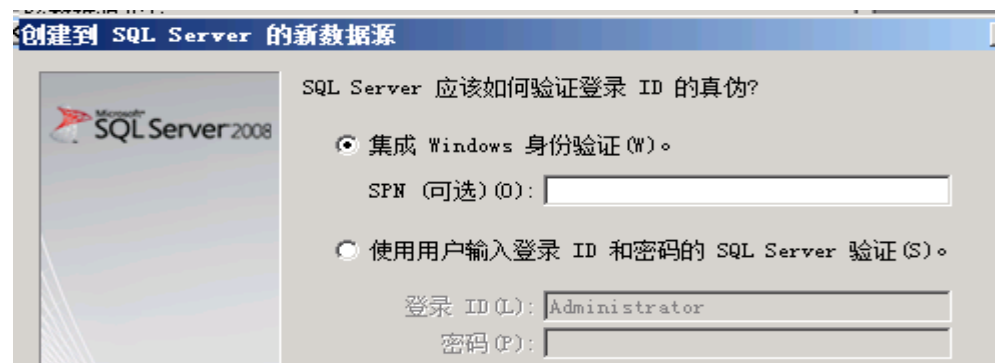 创建到 SQL Server 的新数据源
SQL Server 应该如何验证登录 ID 的真伪?
Microsoft
SQL Server 2008
集成 Windows 身份验证(W)。
SPN (可选)(O):
使用用户输入登录 ID 和密码的 SQL Server 验证(S)。
登录 ID(L): Administrator
密码(P):